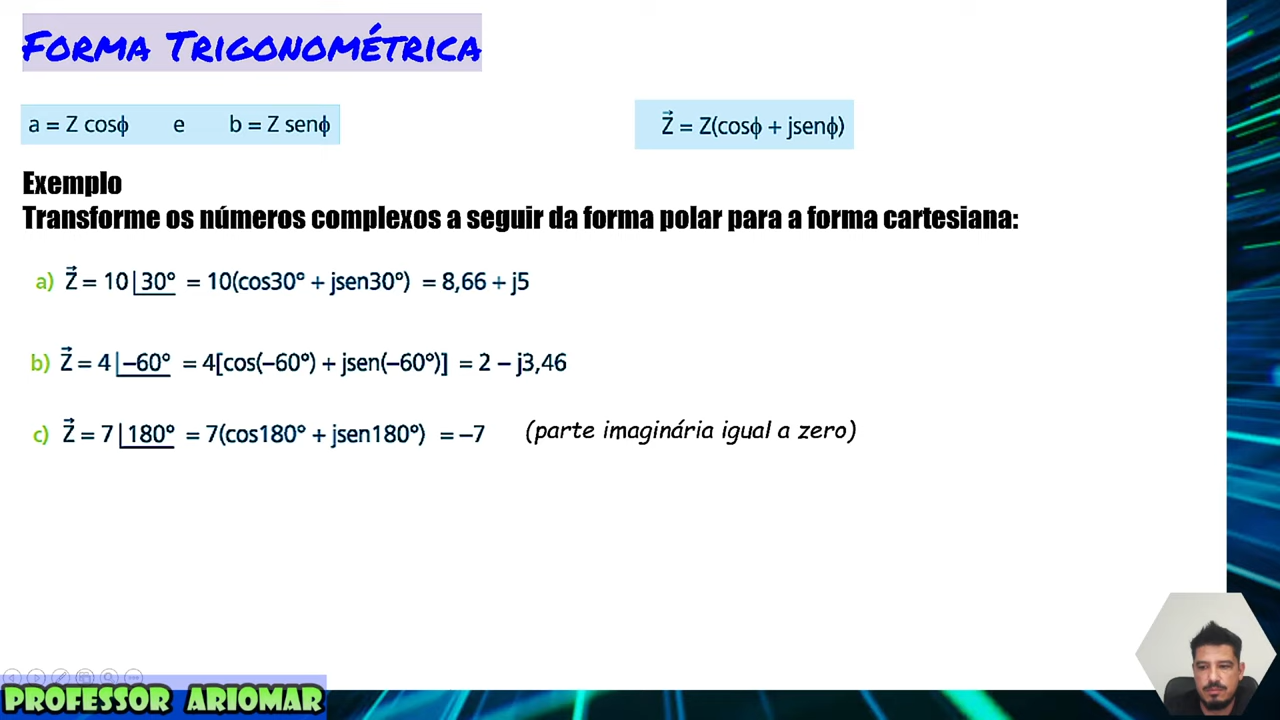 Forma Trigonométrica
a = Z cosϕ e b = Z senϕ
Z⃗ = Z(cosϕ + jsenϕ)
Exemplo
Transforme os números complexos a seguir da forma polar para a forma cartesiana:
a) Z⃗ = 10|30° = 10(cos30° + jsen30°) = 8,66 + j5
b) Z⃗ = 4|–60° = 4[cos(–60°) + jsen(–60°)] = 2 – j3,46
c) Z⃗ = 7|180° = 7(cos180° + jsen180°) = –7 (parte imaginária igual a zero)
PROFESSOR ARIOMAR